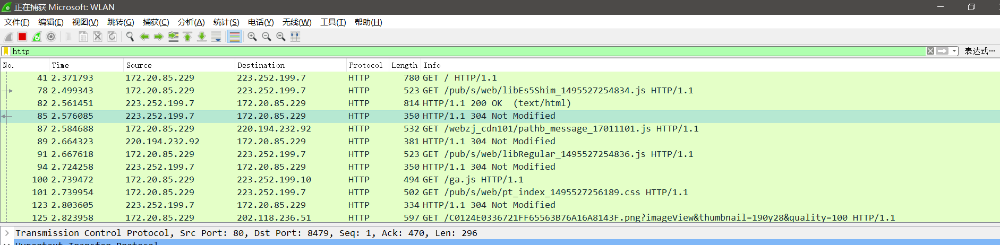 正在捕获 Microsoft: WLAN
文件(F) 编辑(E) 视图(V) 跳转(G) 捕获(C) 分析(A) 统计(S) 电话(Y) 无线(W) 工具(T) 帮助(H)
http 表达式…
No. Time Source Destination Protocol Length Info
41 2.371793 172.20.85.229 223.252.199.7 HTTP 780 GET / HTTP/1.1
78 2.499343 172.20.85.229 223.252.199.7 HTTP 523 GET /pub/s/web/libEs5Shim_1495527254834.js HTTP/1.1
82 2.561451 223.252.199.7 172.20.85.229 HTTP 814 HTTP/1.1 200 OK (text/html)
85 2.576085 223.252.199.7 172.20.85.229 HTTP 350 HTTP/1.1 304 Not Modified
87 2.584688 172.20.85.229 220.194.232.92 HTTP 532 GET /webzj_cdn101/pathb_message_17011101.js HTTP/1.1
89 2.664323 220.194.232.92 172.20.85.229 HTTP 381 HTTP/1.1 304 Not Modified
91 2.667618 172.20.85.229 223.252.199.7 HTTP 523 GET /pub/s/web/libRegular_1495527254836.js HTTP/1.1
94 2.724258 223.252.199.7 172.20.85.229 HTTP 350 HTTP/1.1 304 Not Modified
100 2.739472 172.20.85.229 223.252.199.10 HTTP 494 GET /ga.js HTTP/1.1
101 2.739954 172.20.85.229 223.252.199.7 HTTP 502 GET /pub/s/web/pt_index_1495527256189.css HTTP/1.1
123 2.803605 223.252.199.7 172.20.85.229 HTTP 334 HTTP/1.1 304 Not Modified
125 2.823958 172.20.85.229 202.118.236.51 HTTP 597 GET /C0124E0336721FF65563B76A16A8143F.png?imageView&thumbnail=190y28&quality=100 HTTP/1.1
Transmission Control Protocol, Src Port: 80, Dst Port: 8479, Seq: 1, Ack: 470, Len: 296
Hypertext Transfer Protocol